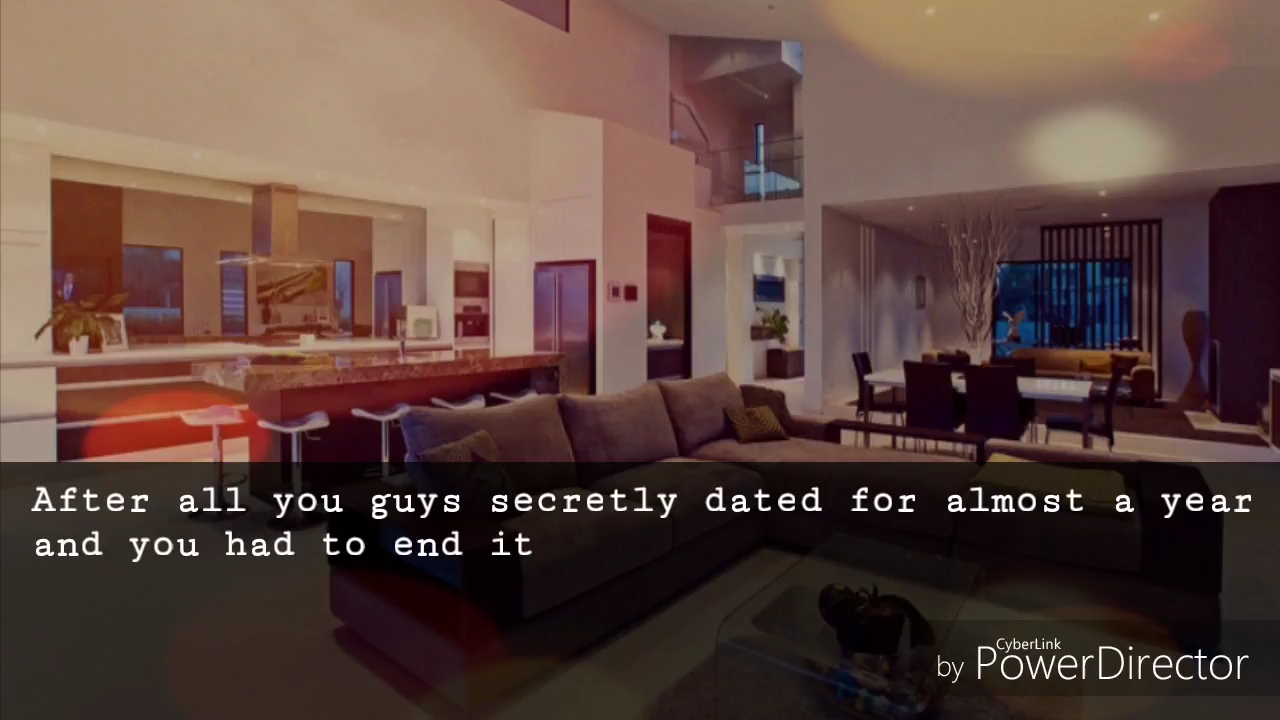 After all you guys secretly dated for almost a year
and you had to end it
CyberLink
by PowerDirector